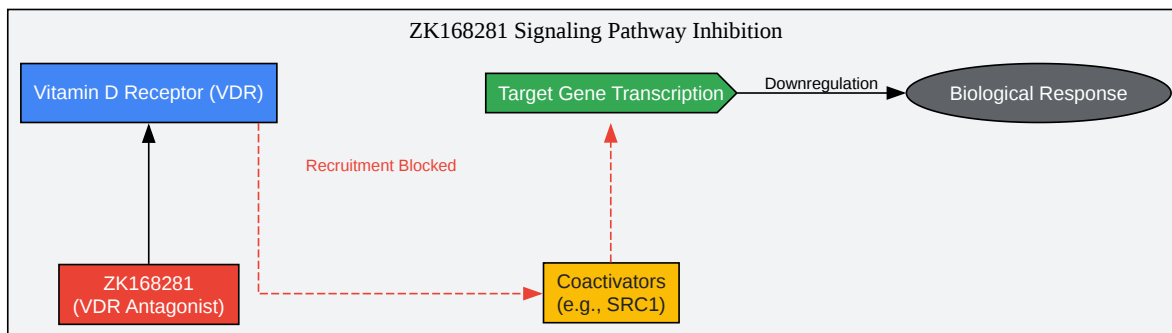 ZK168281 Signaling Pathway Inhibition
Vitamin D Receptor (VDR)
Target Gene Transcription
Downregulation
Biological Response
Recruitment Blocked
ZK168281
(VDR Antagonist)
Coactivators
(e.g., SRC1)